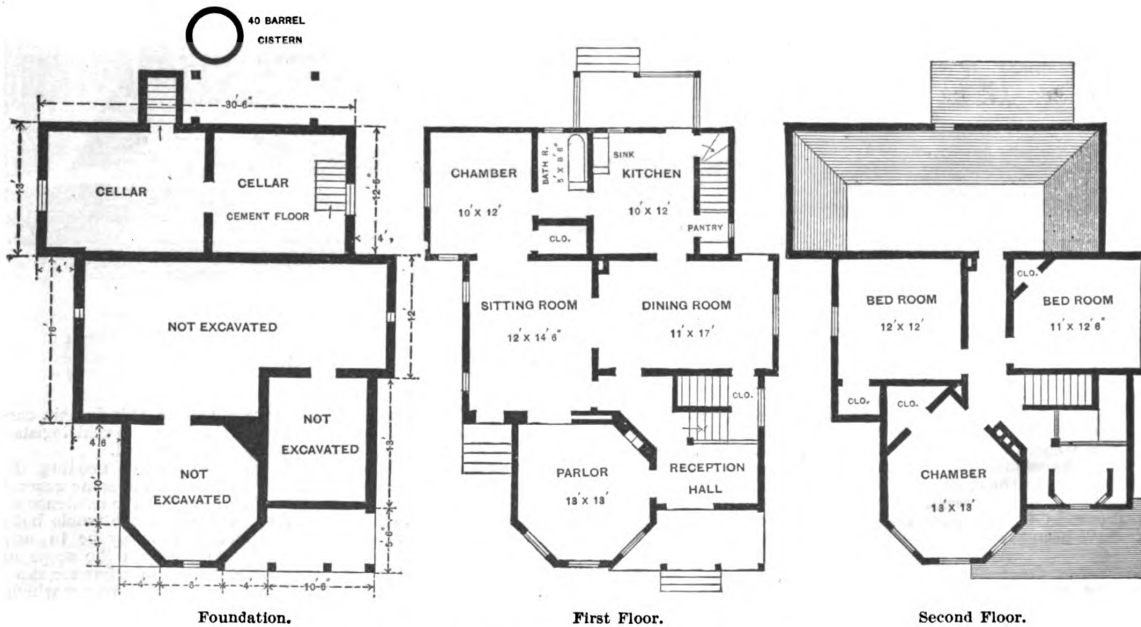 40 BARREL
CISTERN
30'-6"
13'
CELLAR
CELLAR
CEMENT FLOOR
12'-6"
4'
4'
16'
NOT EXCAVATED
12'
4'6"
NOT
EXCAVATED
NOT
EXCAVATED
13'
10'
5'-6"
4'
4'
8'
4'
10'-6"
Foundation.
CHAMBER
10' X 12'
BATH R.
5' X 8' 6"
SINK
KITCHEN
10' X 12'
CLO.
PANTRY
SITTING ROOM
12' X 14' 6"
DINING ROOM
11' X 17'
CLO.
PARLOR
13' X 13'
RECEPTION
HALL
First Floor.
BED ROOM
12' X 12'
CLO.
BED ROOM
11' X 12' 6"
CLO.
CLO.
CHAMBER
13' X 13'
Second Floor.